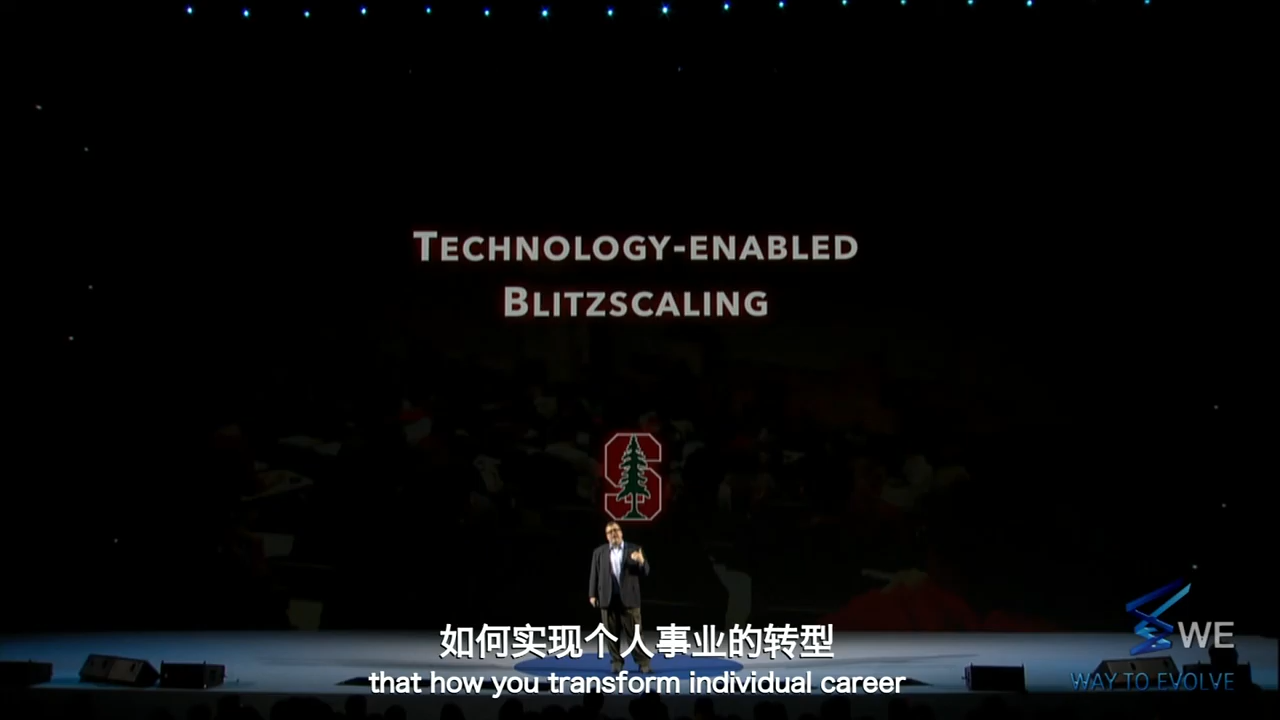 TECHNOLOGY-ENABLED
BLITZSCALING
S
如何实现个人事业的转型
that how you transform individual career
WE
WAY TO EVOLVE